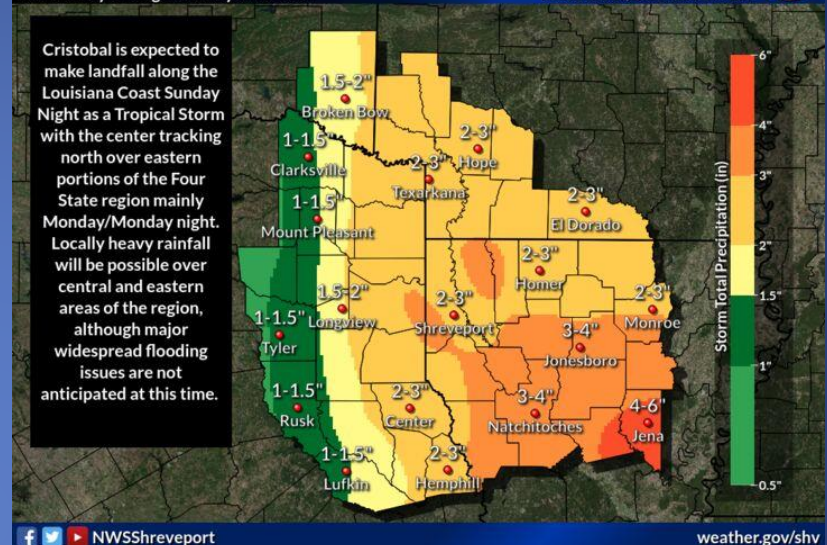 Cristobal is expected to
make landfall along the
Louisiana Coast Sunday
Night as a Tropical Storm
with the center tracking
north over eastern
portions of the Four
State region mainly
Monday/Monday night.
Locally heavy rainfall
will be possible over
central and eastern
areas of the region,
although major
widespread flooding
issues are not
anticipated at this time.
1.5-2"
Broken Bow
1-1.5"
Clarksville
2-3"
Hope
2-3"
Texarkana
1-1.5"
Mount Pleasant
2-3"
El Dorado
2-3"
Homer
1.5-2"
Longview
2-3"
Shreveport
2-3"
Monroe
1-1.5"
Tyler
3-4"
Jonesboro
1-1.5"
Rusk
2-3"
Center
3-4"
Natchitoches
4-6"
Jena
1-1.5"
Lufkin
2-3"
Hemphill
Storm Total Precipitation (in)
6"
4"
3"
2"
1.5"
1"
0.5"
NWSShreveport
weather.gov/shv